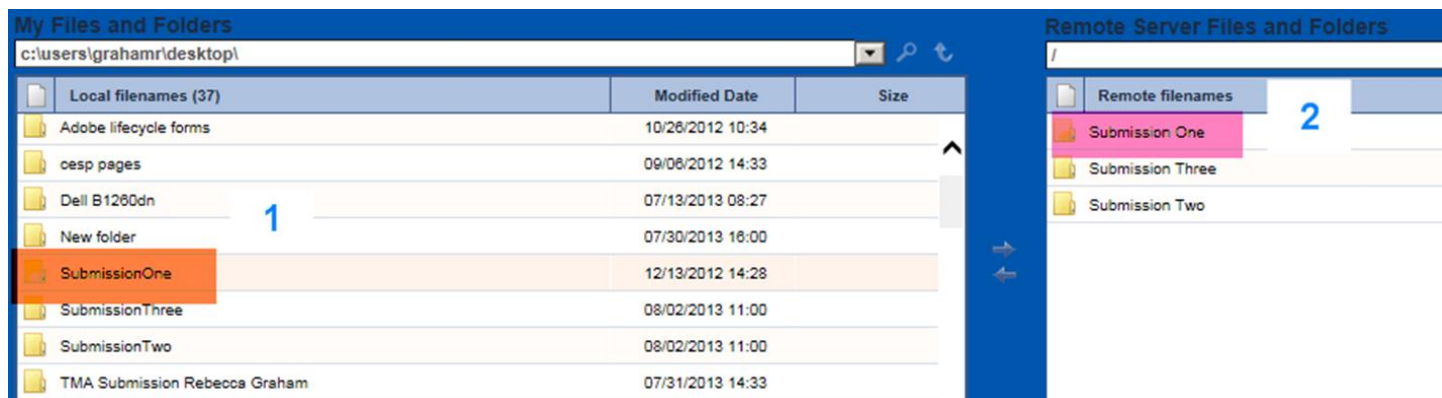 My Files and Folders
c:\users\grahamr\desktop\
Local filenames (37) Modified Date Size
Adobe lifecycle forms 10/26/2012 10:34
cesp pages 09/06/2012 14:33
Dell B1260dn 07/13/2013 08:27
1
New folder 07/30/2013 16:00
SubmissionOne 12/13/2012 14:28
SubmissionThree 08/02/2013 11:00
SubmissionTwo 08/02/2013 11:00
TMA Submission Rebecca Graham 07/31/2013 14:33
Remote Server Files and Folders
/
Remote filenames
2
Submission One
Submission Three
Submission Two